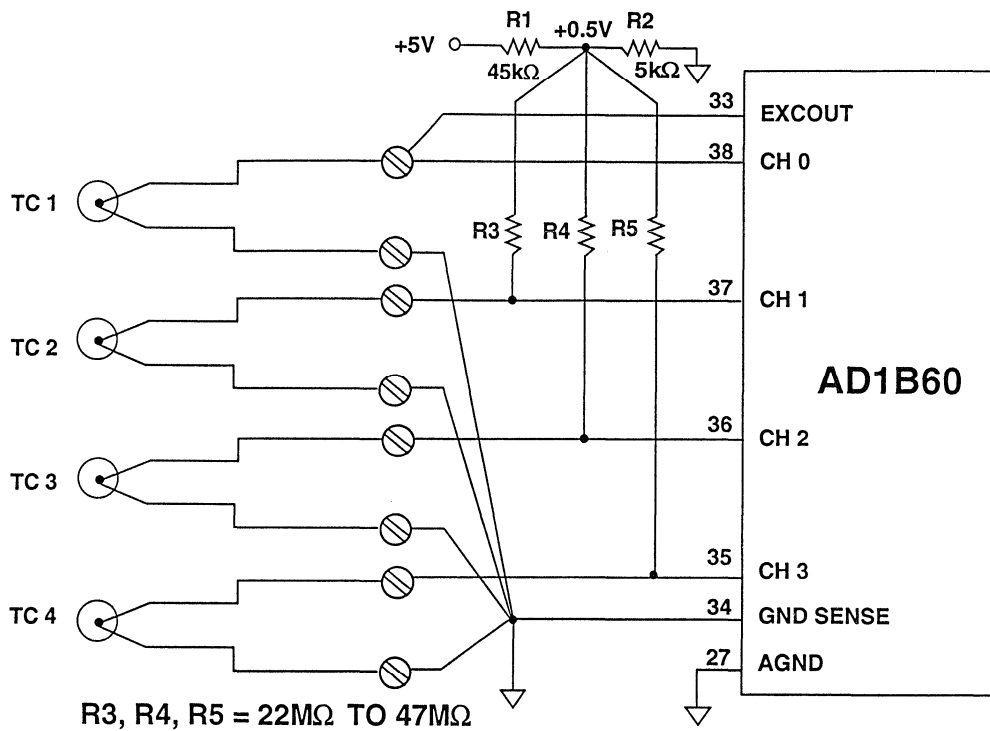 R1
+0.5V
R2
+5V
45kΩ
5kΩ
33
EXCOUT
38
CH 0
TC 1
R3
R4
R5
37
CH 1
TC 2
AD1B60
36
CH 2
TC 3
35
CH 3
TC 4
34
GND SENSE
27
AGND
R3, R4, R5 = 22MΩ TO 47MΩ